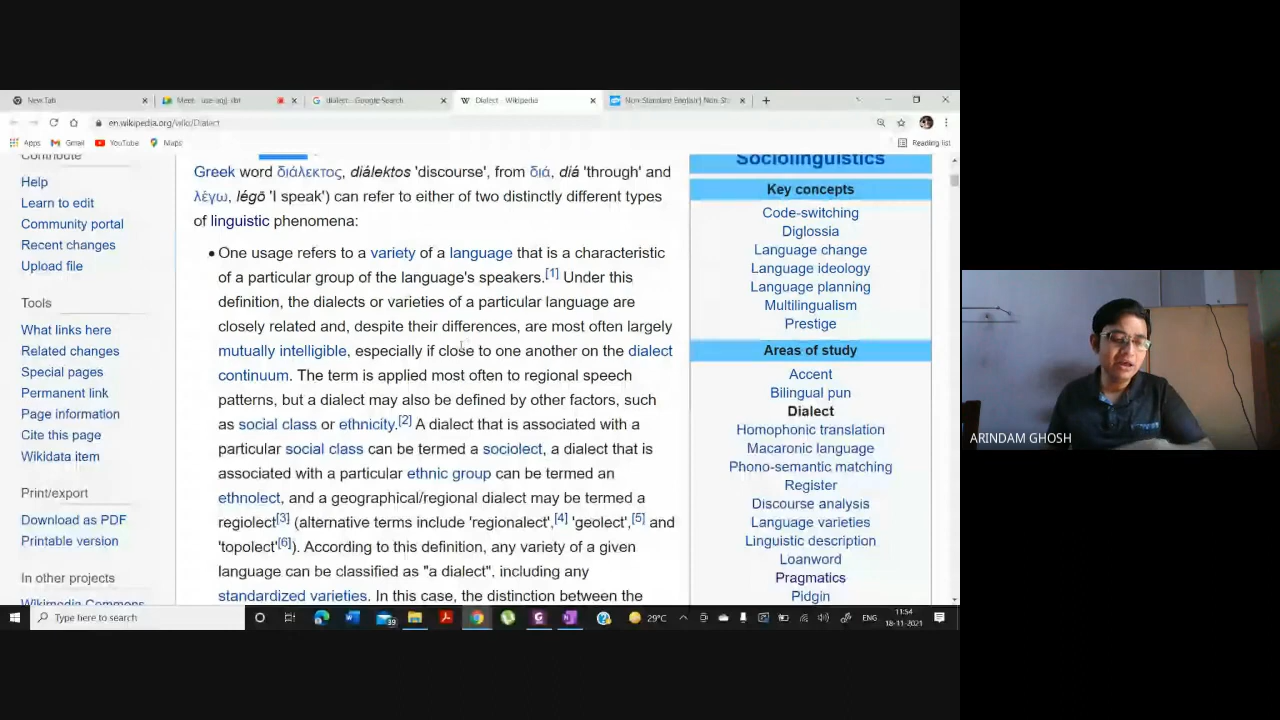 New Tab
Meet
dialect - Google Search
Dialect - Wikipedia
Non-Standard English| Non-St
en.wikipedia.org/wiki/Dialect
Apps Gmail YouTube Maps
Reading list
Contribute
Help
Learn to edit
Community portal
Recent changes
Upload file
Tools
What links here
Related changes
Special pages
Permanent link
Page information
Cite this page
Wikidata item
Print/export
Download as PDF
Printable version
In other projects
Wikimedia Commons
Greek word διάλεκτος, diálektos 'discourse', from διά, diá 'through' and
λέγω, légō 'I speak') can refer to either of two distinctly different types
of linguistic phenomena:
• One usage refers to a variety of a language that is a characteristic
of a particular group of the language's speakers.[1] Under this
definition, the dialects or varieties of a particular language are
closely related and, despite their differences, are most often largely
mutually intelligible, especially if close to one another on the dialect
continuum. The term is applied most often to regional speech
patterns, but a dialect may also be defined by other factors, such
as social class or ethnicity.[2] A dialect that is associated with a
particular social class can be termed a sociolect, a dialect that is
associated with a particular ethnic group can be termed an
ethnolect, and a geographical/regional dialect may be termed a
regiolect[3] (alternative terms include 'regionalect',[4] 'geolect',[5] and
'topolect'[6]). According to this definition, any variety of a given
language can be classified as "a dialect", including any
standardized varieties. In this case, the distinction between the
Sociolinguistics
Key concepts
Code-switching
Diglossia
Language change
Language ideology
Language planning
Multilingualism
Prestige
Areas of study
Accent
Bilingual pun
Dialect
Homophonic translation
Macaronic language
Phono-semantic matching
Register
Discourse analysis
Language varieties
Linguistic description
Loanword
Pragmatics
Pidgin
Type here to search
39
29°C
ENG
11:54
18-11-2021
ARINDAM GHOSH